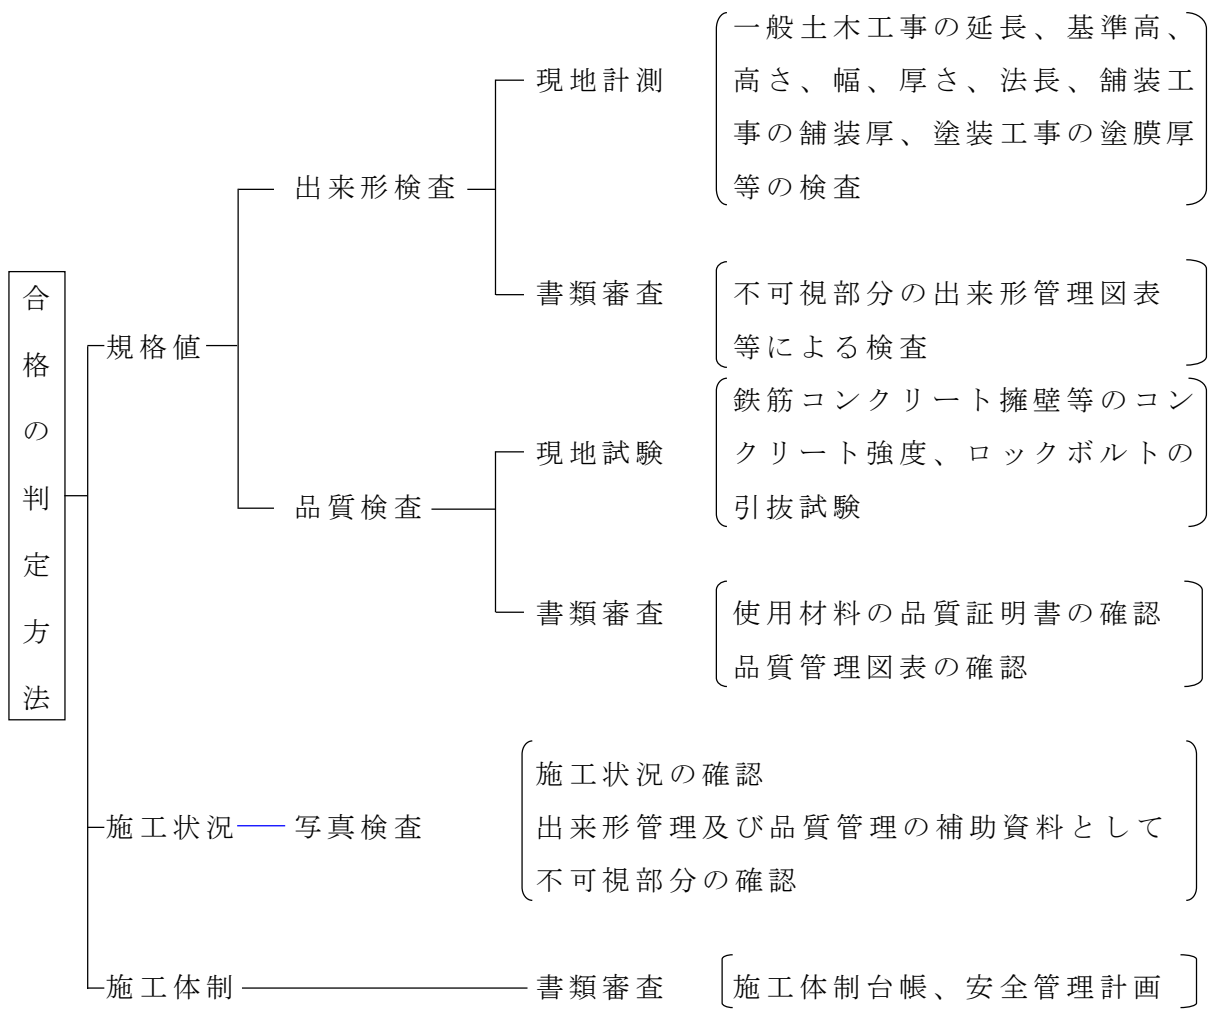 合格の判定方法
規格値
出来形検査
現地計測
一般土木工事の延長、基準高、
高さ、幅、厚さ、法長、舗装工
事の舗装厚、塗装工事の塗膜厚
等の検査
書類審査
不可視部分の出来形管理図表
等による検査
品質検査
現地試験
鉄筋コンクリート擁壁等のコン
クリート強度、ロックボルトの
引抜試験
書類審査
使用材料の品質証明書の確認
品質管理図表の確認
施工状況
写真検査
施工状況の確認
出来形管理及び品質管理の補助資料として
不可視部分の確認
施工体制
書類審査
施工体制台帳、安全管理計画